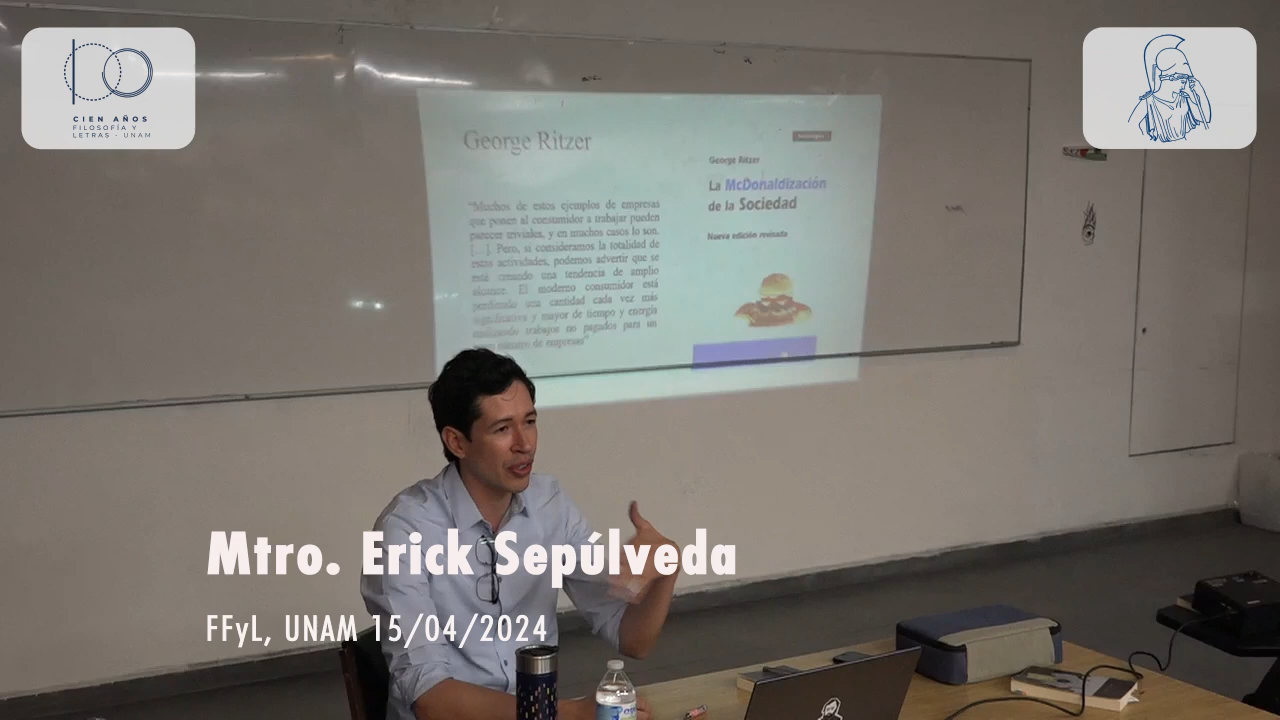 CIEN AÑOS
FILOSOFÍA Y
LETRAS · UNAM
George Ritzer
"Muchos de estos ejemplos de empresas
que ponen al consumidor a trabajar pueden
parecer triviales, y en muchos casos lo son.
[…]. Pero, si consideramos la totalidad de
estas actividades, podemos advertir que se
está creando una tendencia de amplio
alcance. El moderno consumidor está
perdiendo una cantidad cada vez más
significativa y mayor de tiempo y energía
realizando trabajos no pagados para un
número de empresas"
George Ritzer
La McDonaldización
de la Sociedad
Nueva edición revisada
Mtro. Erick Sepúlveda
FFyL, UNAM 15/04/2024